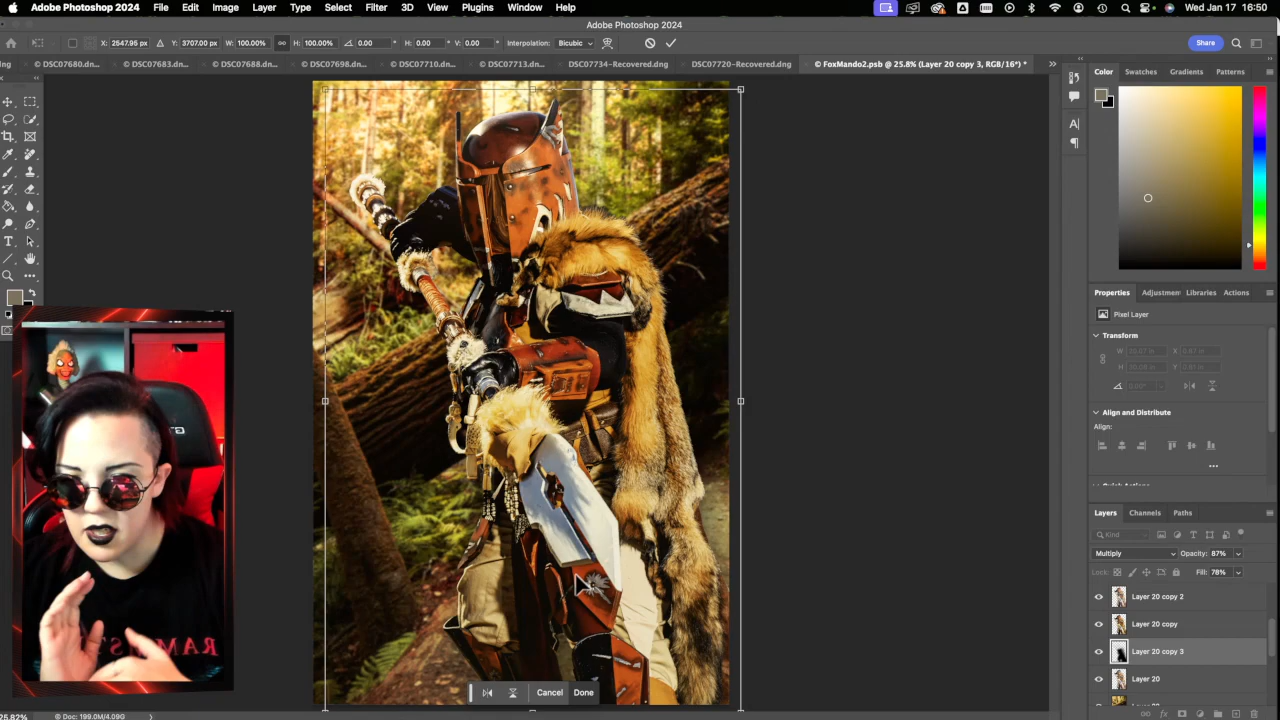 Photoshop File Edit Image Layer Type Select Filter 3D View Plugins Window Help Wed Jan 17 16:50
Adobe Photoshop 2024
X: 2547.95 px Y: 3707.00 px W: 100.00% H: 100.00% 0.00 ° H: 0.00 ° V: 0.00 ° Interpolation: Bicubic Share
ng © DSC07680.dn... © DSC07683.dn... © DSC07688.dn... © DSC07698.dn... © DSC07710.dn... © DSC07713.dn... DSC07734-Recovered.dng DSC07720-Recovered.dng © FoxMando2.psb @ 25.8% (Layer 20 copy 3, RGB/16*) *
Color Swatches Gradients Patterns
Properties Adjustmen Libraries Actions
Pixel Layer
Transform
Align and Distribute
Align:
Layers Channels Paths
Kind
Multiply Opacity: 87%
Lock: Fill: 78%
Layer 20 copy 2
Layer 20 copy
Layer 20 copy 3
Layer 20
Cancel Done
25.82% © Doc: 199.0M/4.09G